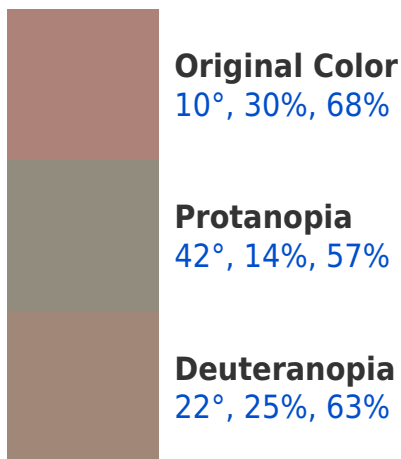 Original Color
10°, 30%, 68%
Protanopia
42°, 14%, 57%
Deuteranopia
22°, 25%, 63%